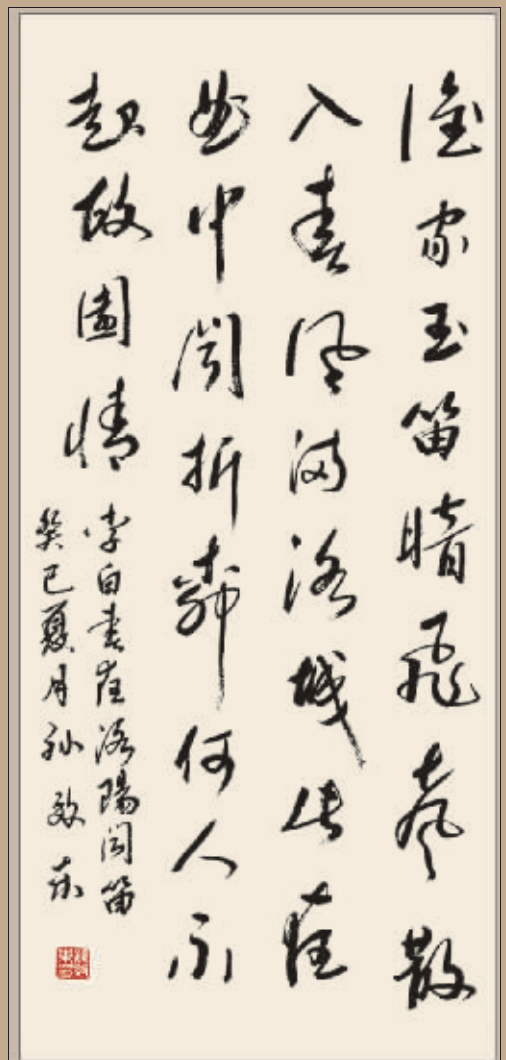 誰家玉笛暗飛聲散
入春風滿洛城此夜
曲中聞折柳何人不
起故園情
李白春夜洛陽聞笛
癸巳夏月孫